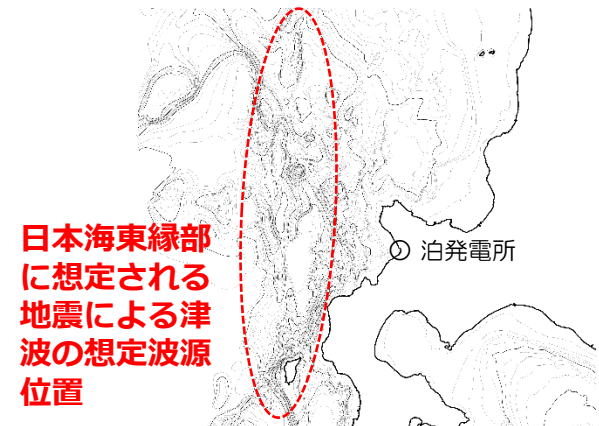 日本海東縁部
に想定される
地震による津
波の想定波源
位置
泊発電所